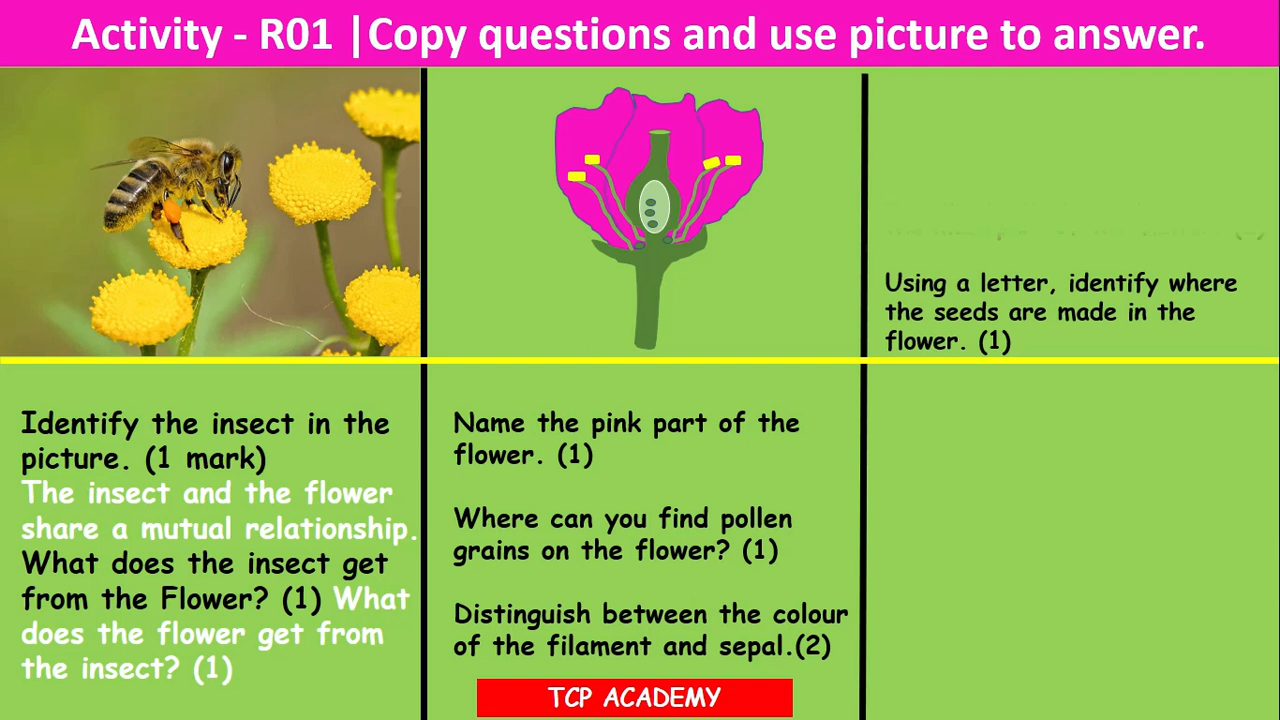 Activity - R01 |Copy questions and use picture to answer.
Using a letter, identify where
the seeds are made in the
flower. (1)
Identify the insect in the
picture. (1 mark)
The insect and the flower
share a mutual relationship.
What does the insect get
from the Flower? (1) What
does the flower get from
the insect? (1)
Name the pink part of the
flower. (1)
Where can you find pollen
grains on the flower? (1)
Distinguish between the colour
of the filament and sepal.(2)
TCP ACADEMY